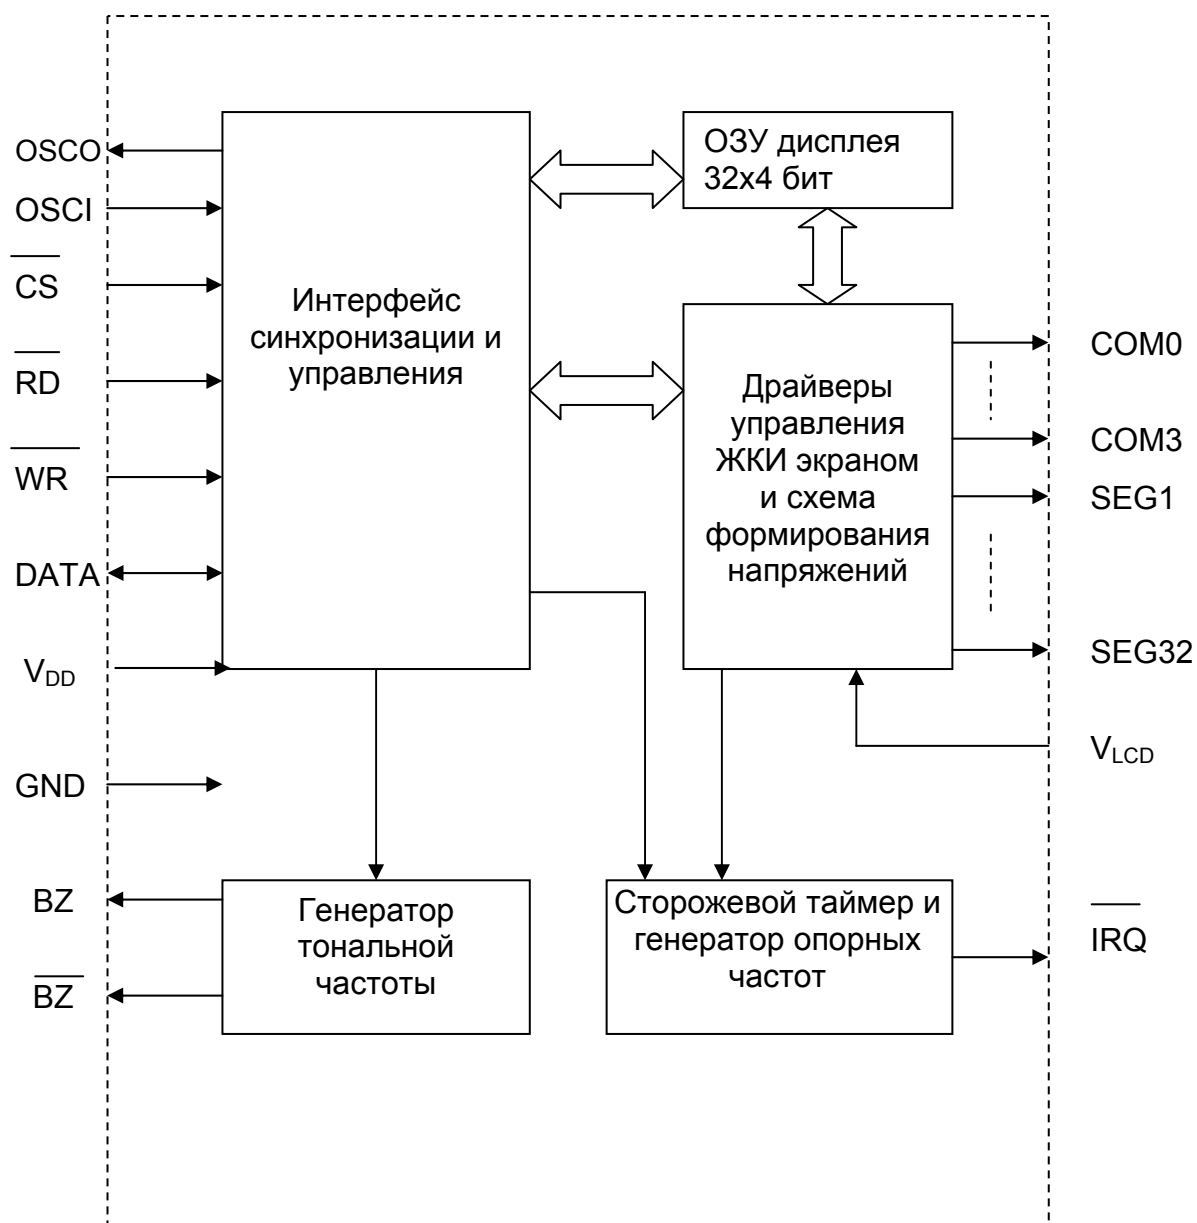 OSCO
OSCI
CS
RD
WR
DATA
VDD
GND
BZ
BZ
Интерфейс
синхронизации и
управления
ОЗУ дисплея
32x4 бит
Драйверы
управления
ЖКИ экраном
и схема
формирования
напряжений
Генератор
тональной
частоты
Сторожевой таймер и
генератор опорных
частот
COM0
COM3
SEG1
SEG32
VLCD
IRQ